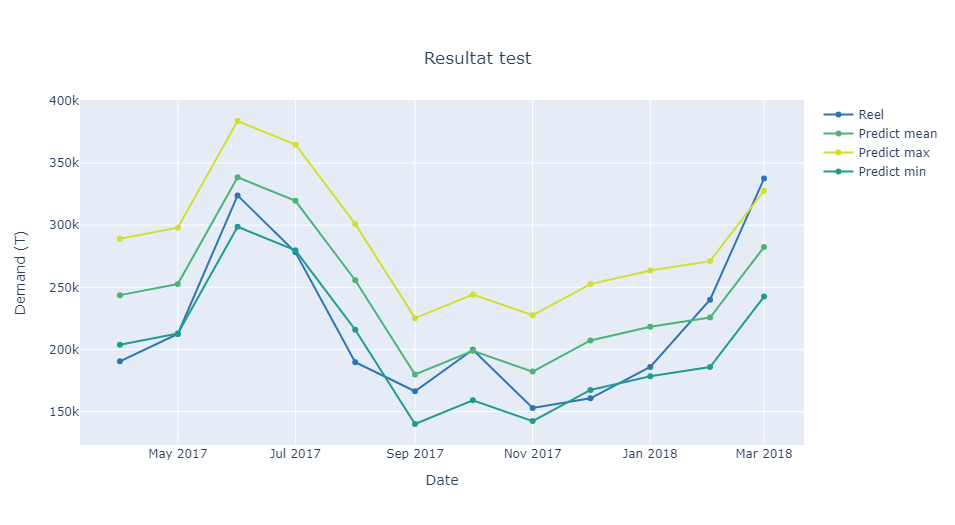 Resultat test
400k
350k
300k
250k
200k
150k
Demand (T)
May 2017
Jul 2017
Sep 2017
Nov 2017
Jan 2018
Mar 2018
Date
Reel
Predict mean
Predict max
Predict min